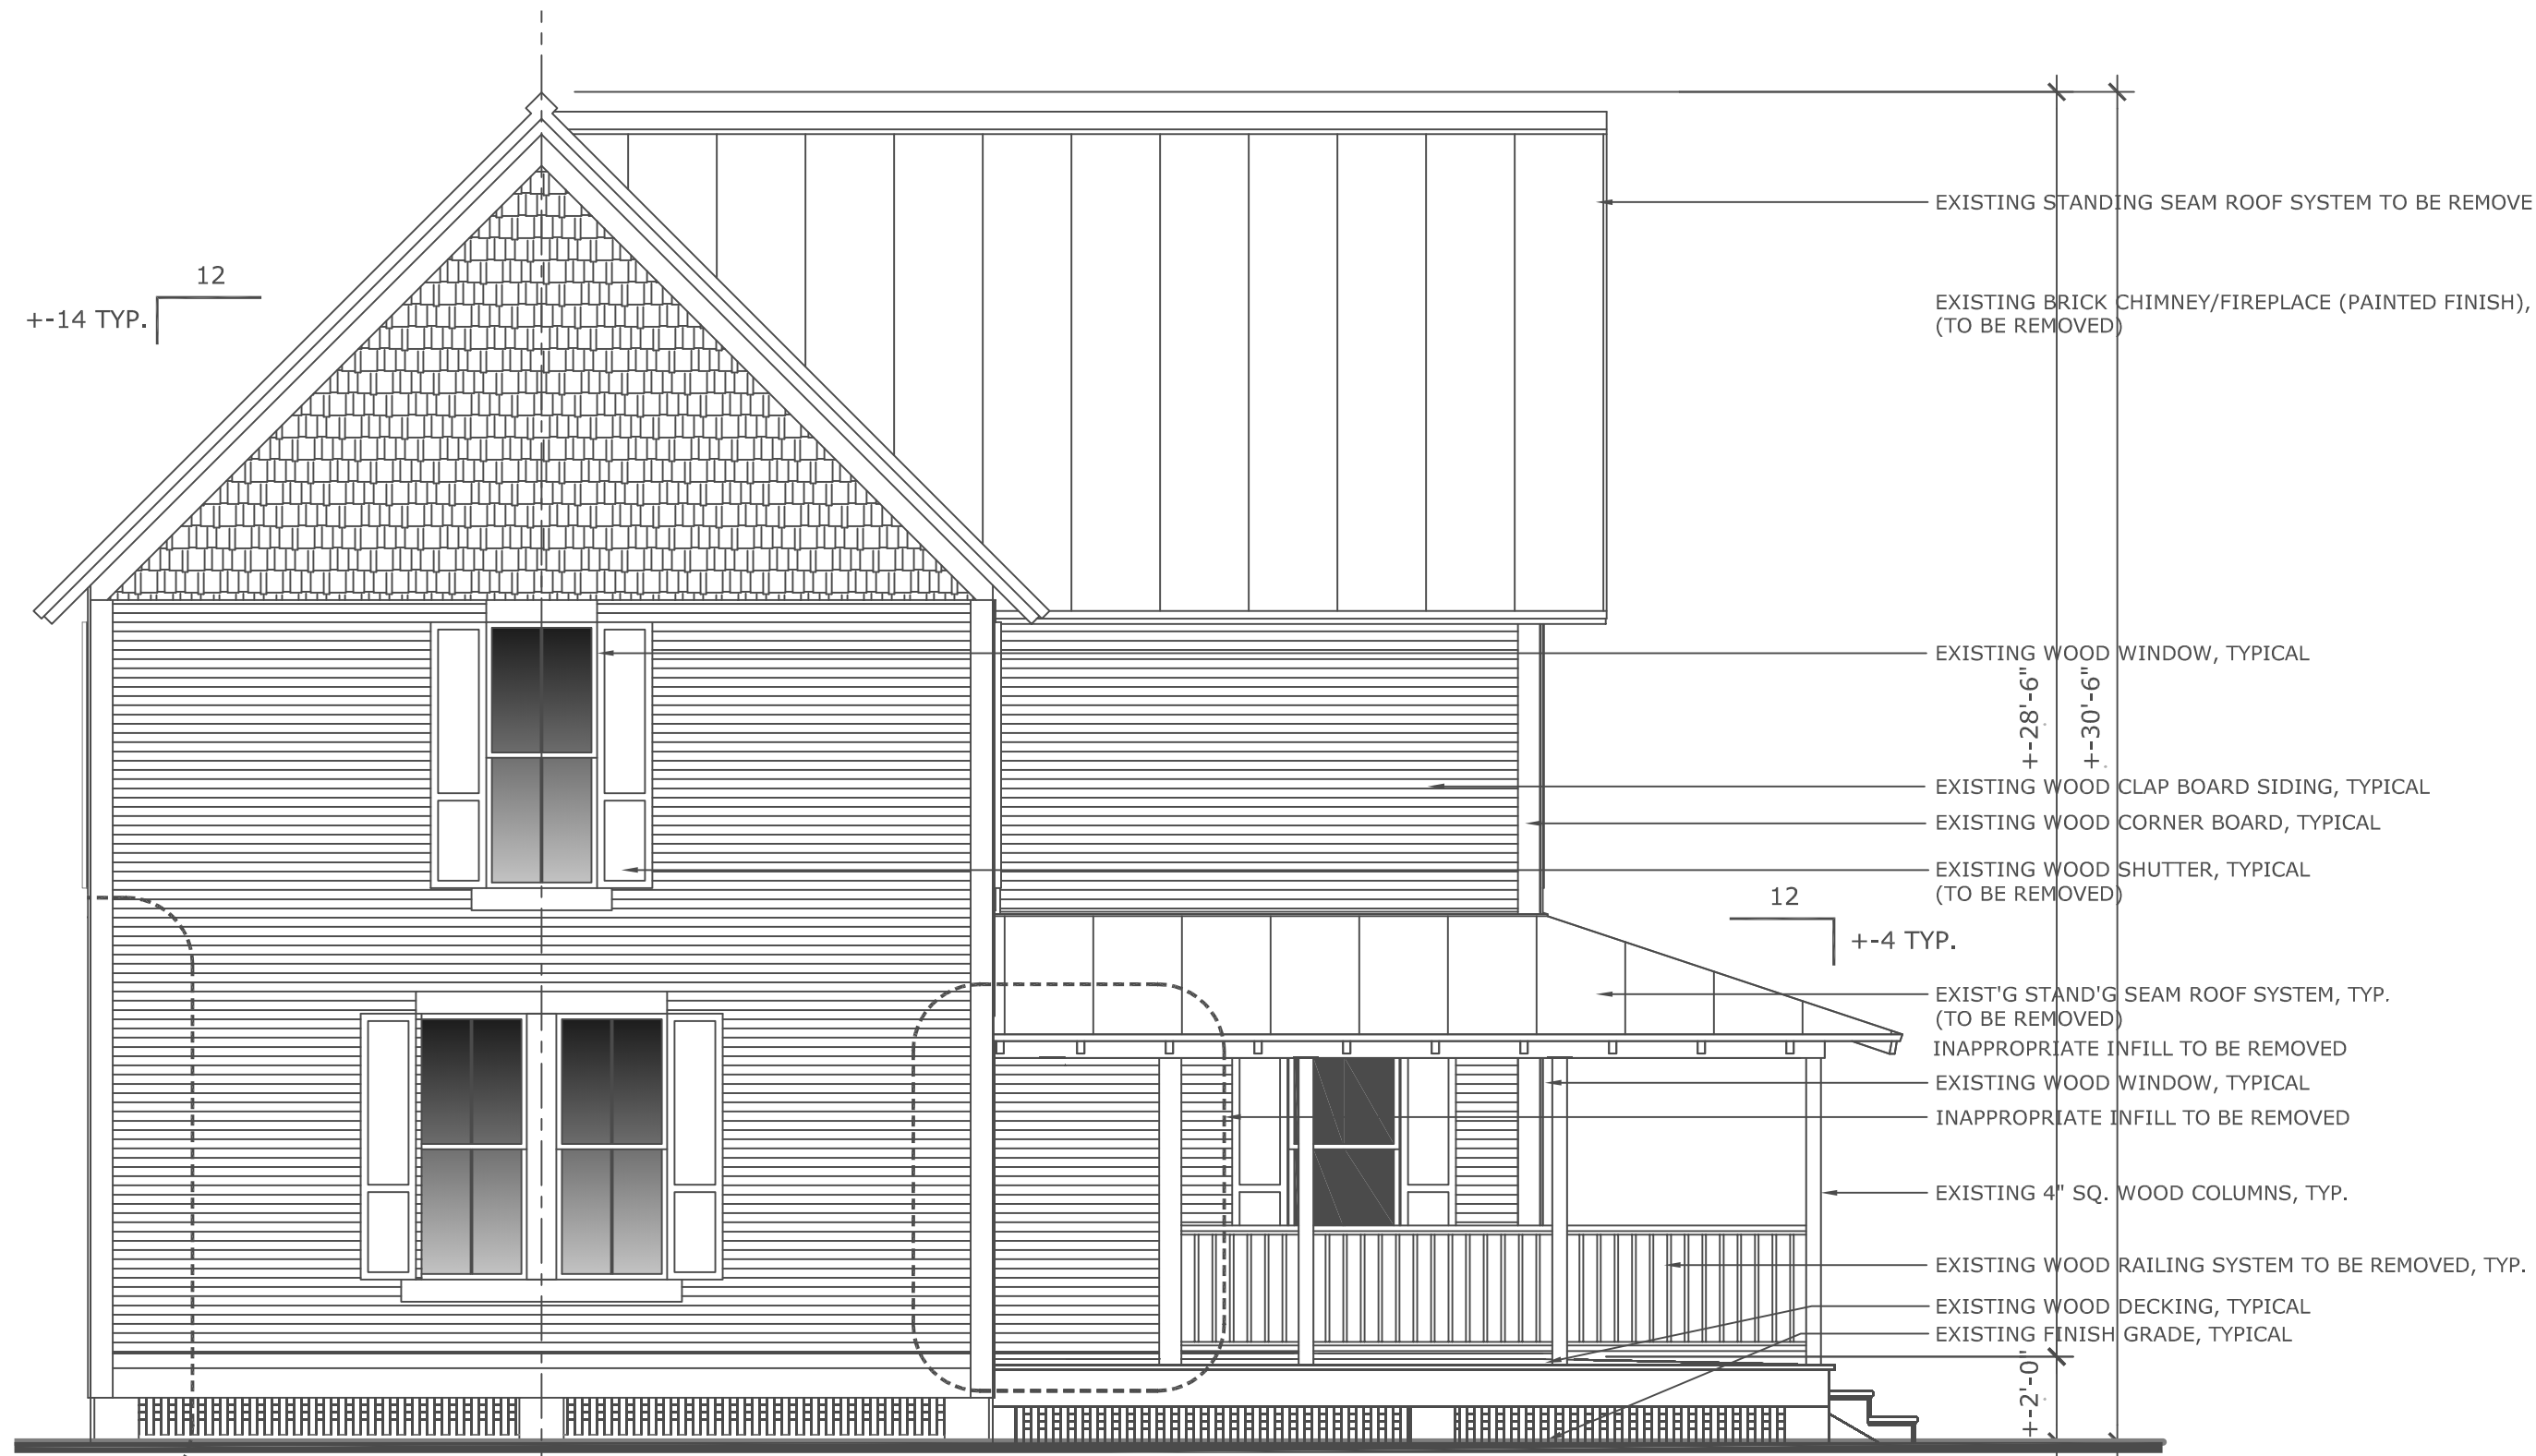 EXISTING STANDING SEAM ROOF SYSTEM TO BE REMOVE
12
+-14 TYP.
EXISTING BRICK CHIMNEY/FIREPLACE (PAINTED FINISH),
(TO BE REMOVED)
EXISTING WOOD WINDOW, TYPICAL
+-28'-6"
+-30'-6"
EXISTING WOOD CLAP BOARD SIDING, TYPICAL
EXISTING WOOD CORNER BOARD, TYPICAL
EXISTING WOOD SHUTTER, TYPICAL
(TO BE REMOVED)
12
+-4 TYP.
EXIST'G STAND'G SEAM ROOF SYSTEM, TYP.
(TO BE REMOVED)
INAPPROPRIATE INFILL TO BE REMOVED
EXISTING WOOD WINDOW, TYPICAL
INAPPROPRIATE INFILL TO BE REMOVED
EXISTING 4" SQ. WOOD COLUMNS, TYP.
EXISTING WOOD RAILING SYSTEM TO BE REMOVED, TYP.
EXISTING WOOD DECKING, TYPICAL
EXISTING FINISH GRADE, TYPICAL
+-2'-0"